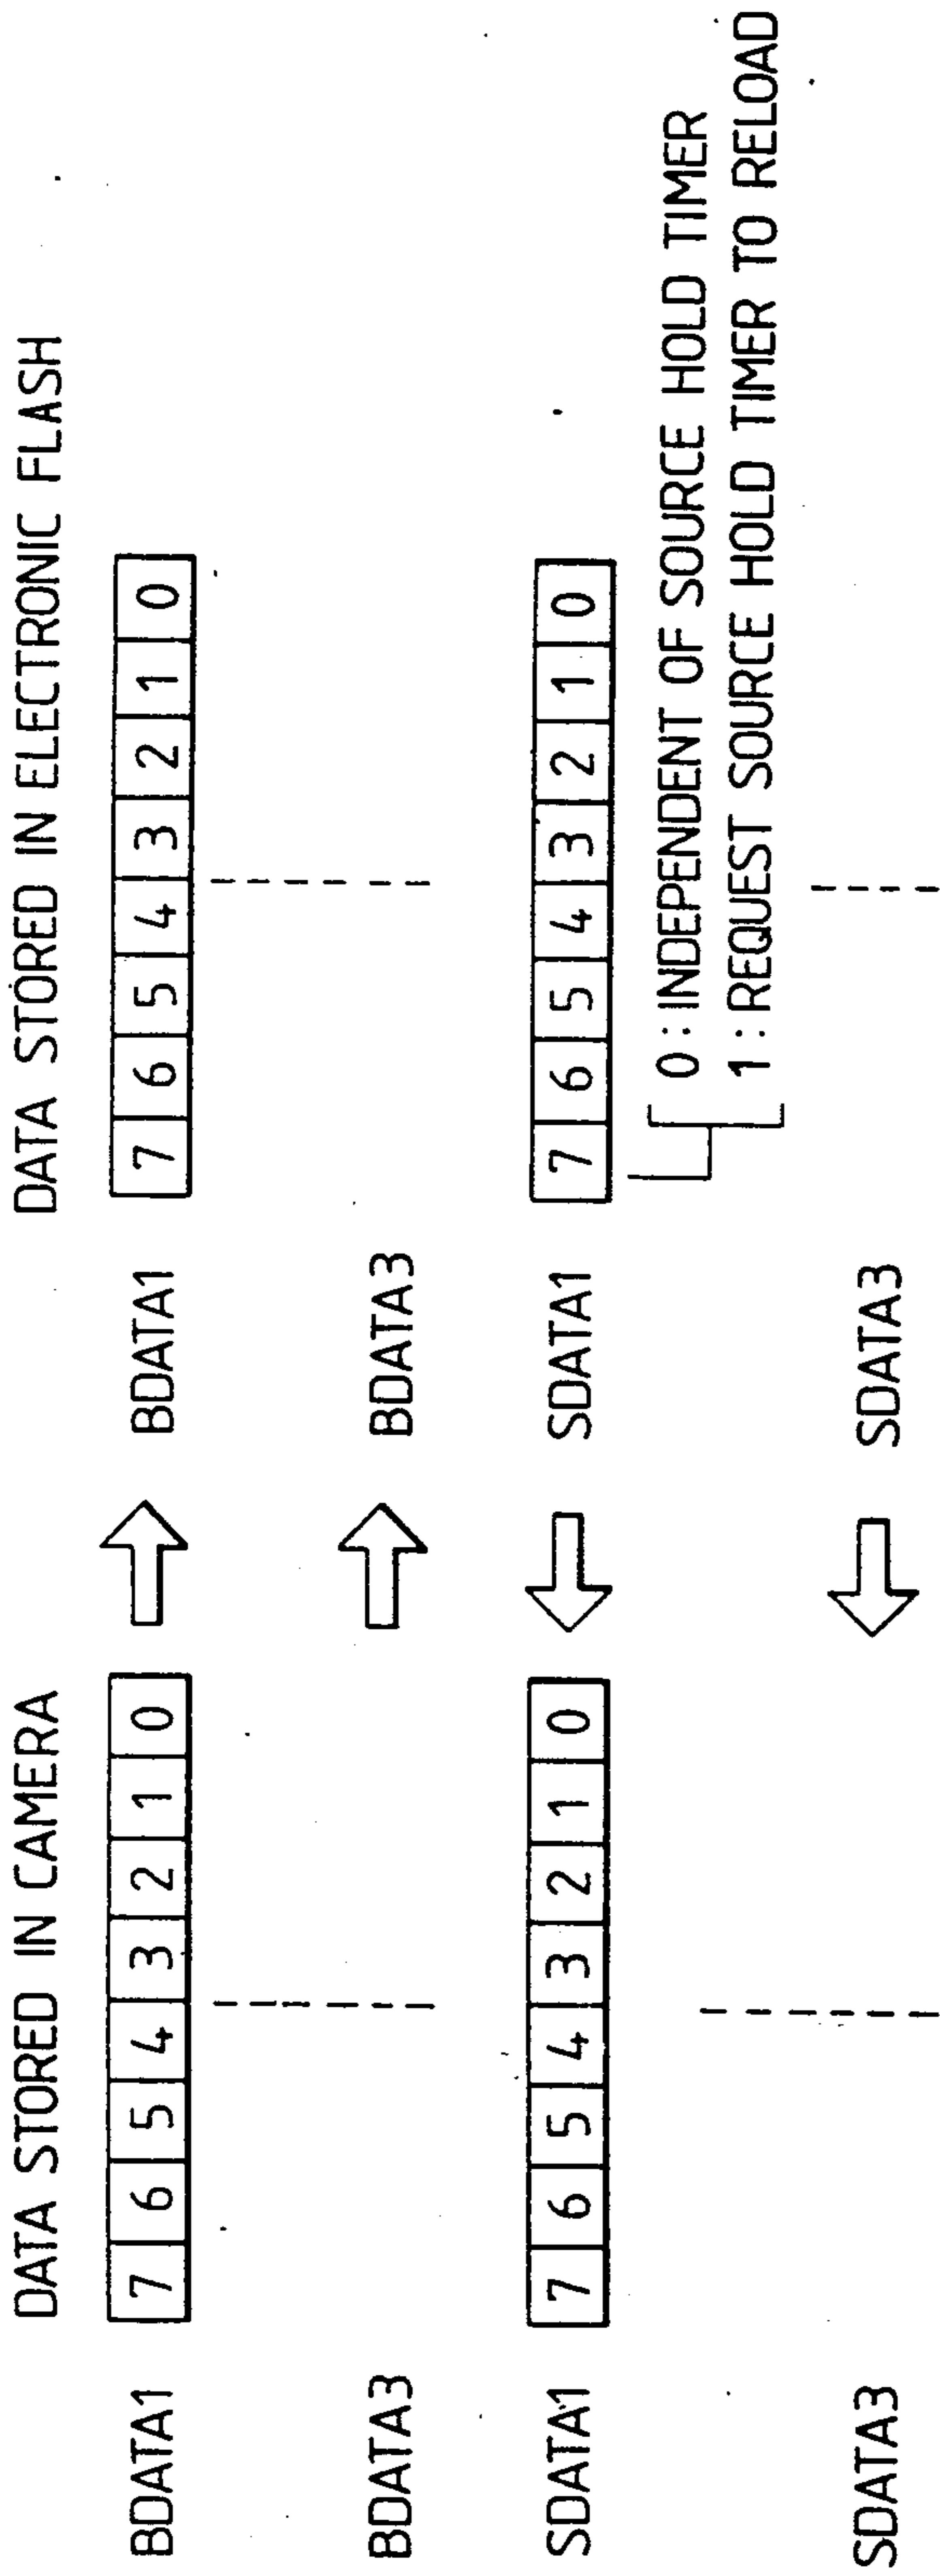 DATA STORED IN CAMERA
DATA STORED IN ELECTRONIC FLASH
BDATA1
7 6 5 4 3 2 1 0
BDATA1
7 6 5 4 3 2 1 0
BDATA3
BDATA3
SDATA1
7 6 5 4 3 2 1 0
SDATA1
7 6 5 4 3 2 1 0
0 : INDEPENDENT OF SOURCE HOLD TIMER
1 : REQUEST SOURCE HOLD TIMER TO RELOAD
SDATA3
SDATA3